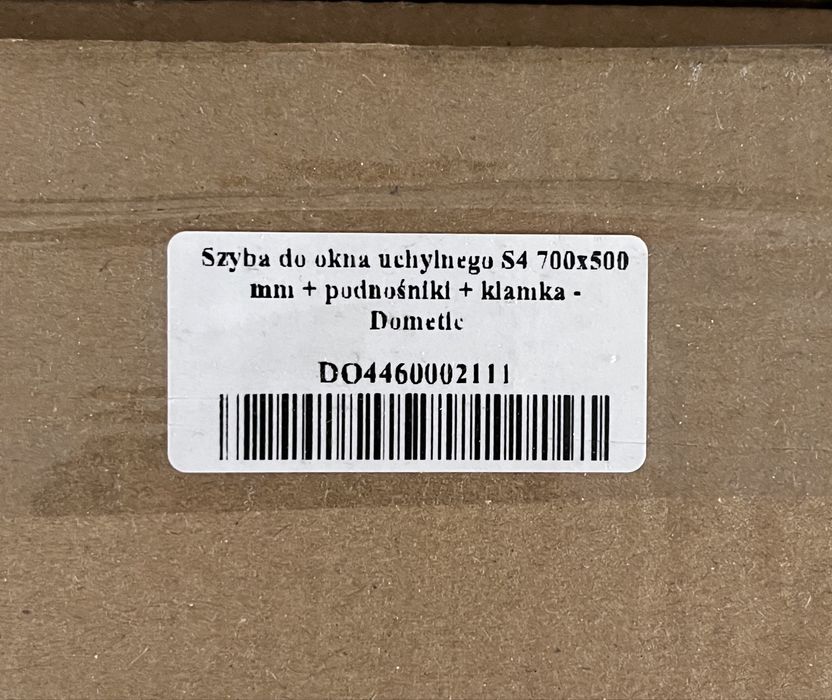 Szyba do okna uchylnego S4 700x500
mm + podnośniki + klamka -
Dometic
DO4460002111